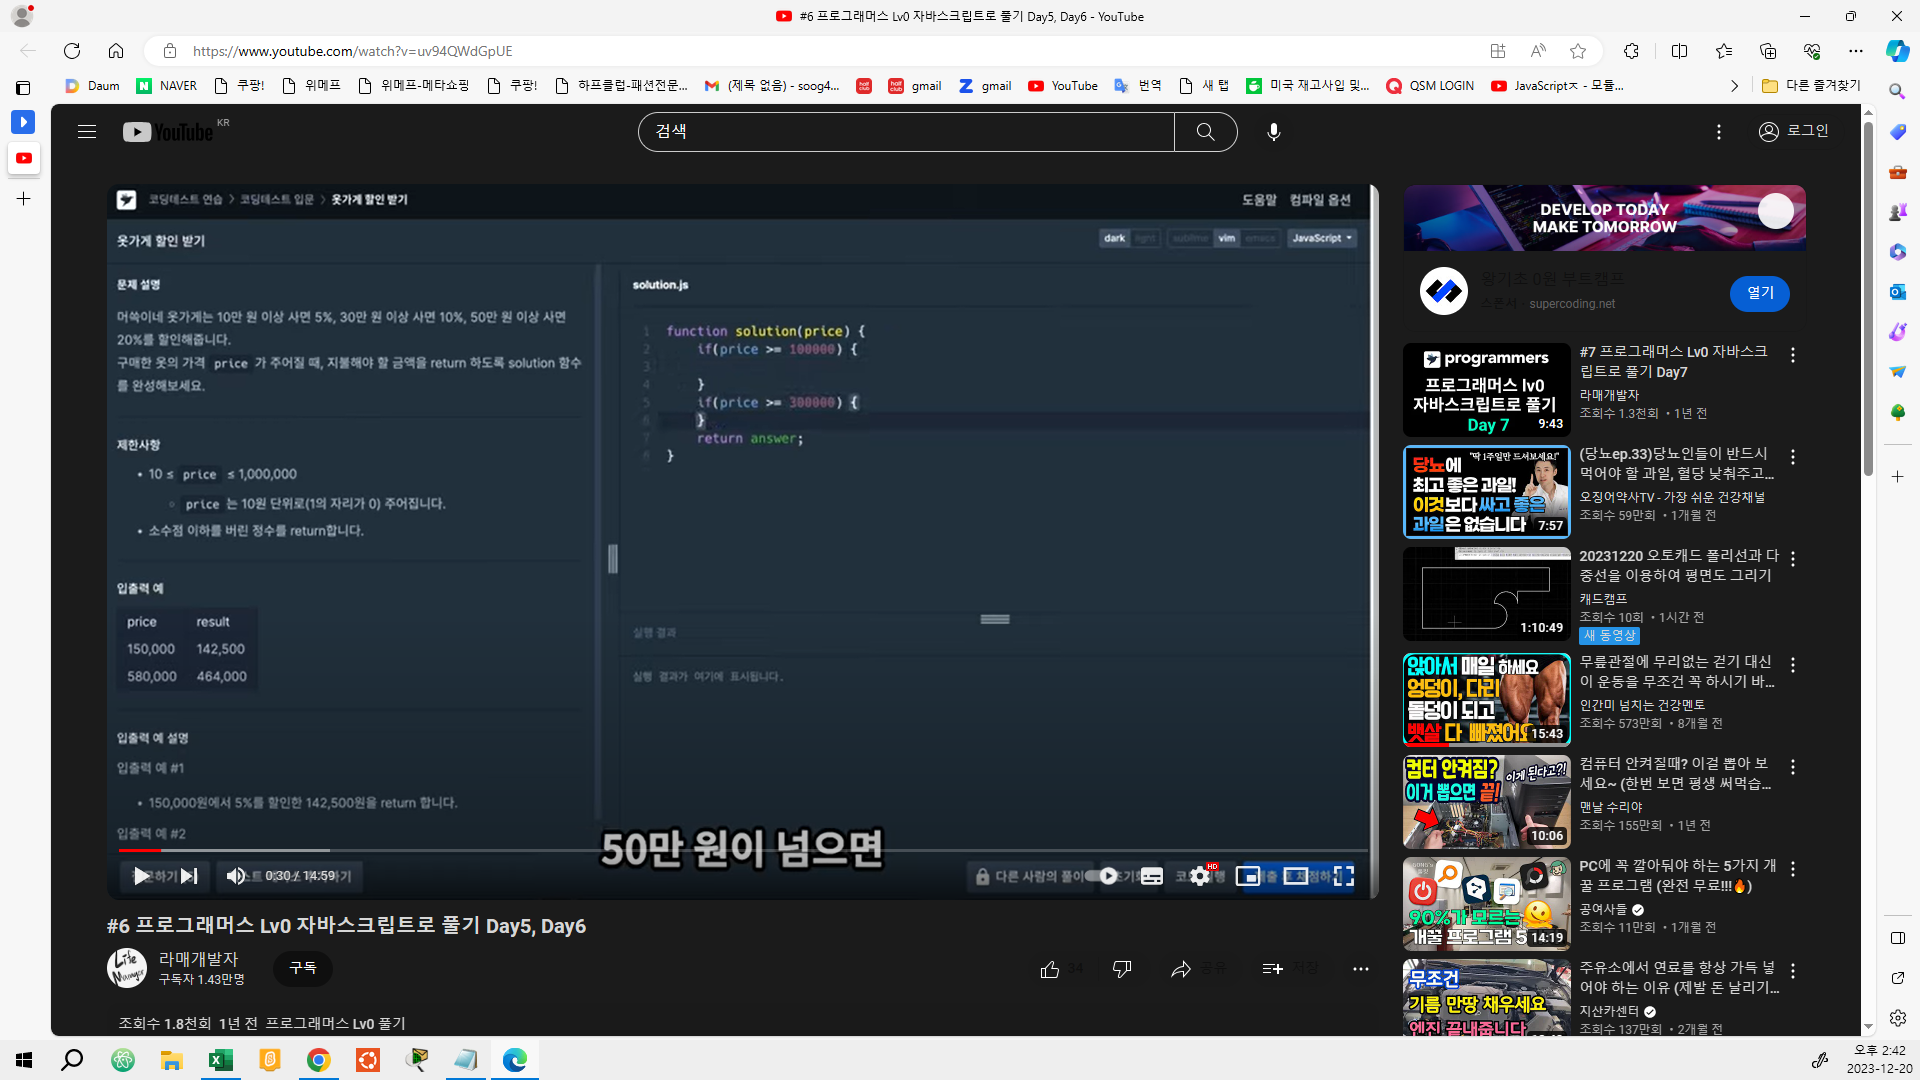 #6 프로그래머스 Lv0 자바스크립트로 풀기 Day5, Day6 - YouTube
https://www.youtube.com/watch?v=uv94QWdGpUE
Daum NAVER 쿠팡! 위메프 위메프-메타쇼핑 쿠팡! 하프클럽-패션전문... (제목 없음) - soog4... gmail gmail YouTube 번역 새 탭 미국 재고사입 및... QSM LOGIN JavaScriptㅈ - 모듈... 다른 즐겨찾기
YouTube KR
검색
로그인
코딩테스트 연습 > 코딩테스트 입문 > 옷가게 할인 받기
도움말 컴파일 옵션
옷가게 할인 받기
dark light sublime vim emacs JavaScript
문제 설명
머쓱이네 옷가게는 10만 원 이상 사면 5%, 30만 원 이상 사면 10%, 50만 원 이상 사면
20%를 할인해줍니다.
구매한 옷의 가격 price 가 주어질 때, 지불해야 할 금액을 return 하도록 solution 함수
를 완성해보세요.
제한사항
• 10 ≤ price ≤ 1,000,000
◦ price 는 10원 단위로(1의 자리가 0) 주어집니다.
• 소수점 이하를 버린 정수를 return합니다.
입출력 예
price result
150,000 142,500
580,000 464,000
입출력 예 설명
입출력 예 #1
• 150,000원에서 5%를 할인한 142,500원을 return 합니다.
입출력 예 #2
solution.js
1 function solution(price) {
2 if(price >= 100000) {
3
4 }
5 if(price >= 300000) {
6 }
7 return answer;
8 }
실행 결과
실행 결과가 여기에 표시됩니다.
50만 원이 넘으면
0:30 / 14:59
다른 사람의 풀이
HD
#6 프로그래머스 Lv0 자바스크립트로 풀기 Day5, Day6
라매개발자
구독자 1.43만명
구독
34
공유
저장
조회수 1.8천회 1년 전 프로그래머스 Lv0 풀기
DEVELOP TODAY
MAKE TOMORROW
왕기초 0원 부트캠프
스폰서 · supercoding.net
열기
programmers
프로그래머스 lv0
자바스크립트로 풀기
Day 7
9:43
#7 프로그래머스 Lv0 자바스크
립트로 풀기 Day7
라매개발자
조회수 1.3천회 • 1년 전
"딱 1주일만 드셔보세요!"
당뇨에
최고 좋은 과일!
이것보다 싸고 좋은
과일은 없습니다
7:57
(당뇨ep.33)당뇨인들이 반드시
먹어야 할 과일, 혈당 낮춰주고...
오징어약사TV - 가장 쉬운 건강채널
조회수 59만회 • 1개월 전
1:10:49
20231220 오토캐드 폴리선과 다
중선을 이용하여 평면도 그리기
캐드캠프
조회수 10회 • 1시간 전
새 동영상
앉아서 매일 하세요
엉덩이, 다리
돌덩이 되고
뱃살 다 빠졌어요
15:43
무릎관절에 무리없는 걷기 대신
이 운동을 무조건 꼭 하시기 바...
인간미 넘치는 건강멘토
조회수 573만회 • 8개월 전
컴터 안켜짐? 이게 된다고?!
이거 뽑으면 끝!
10:06
컴퓨터 안켜질때? 이걸 뽑아 보
세요~ (한번 보면 평생 써먹습...
맨날 수리야
조회수 155만회 • 1년 전
90%가 모르는
개꿀 프로그램 5
14:19
PC에 꼭 깔아둬야 하는 5가지 개
꿀 프로그램 (완전 무료!!!🔥)
공여사들
조회수 11만회 • 1개월 전
무조건
기름 만땅 채우세요
엔진 끝내줍니다
주유소에서 연료를 항상 가득 넣
어야 하는 이유 (제발 돈 날리기...
지산카센터
조회수 137만회 • 2개월 전
오후 2:42
2023-12-20